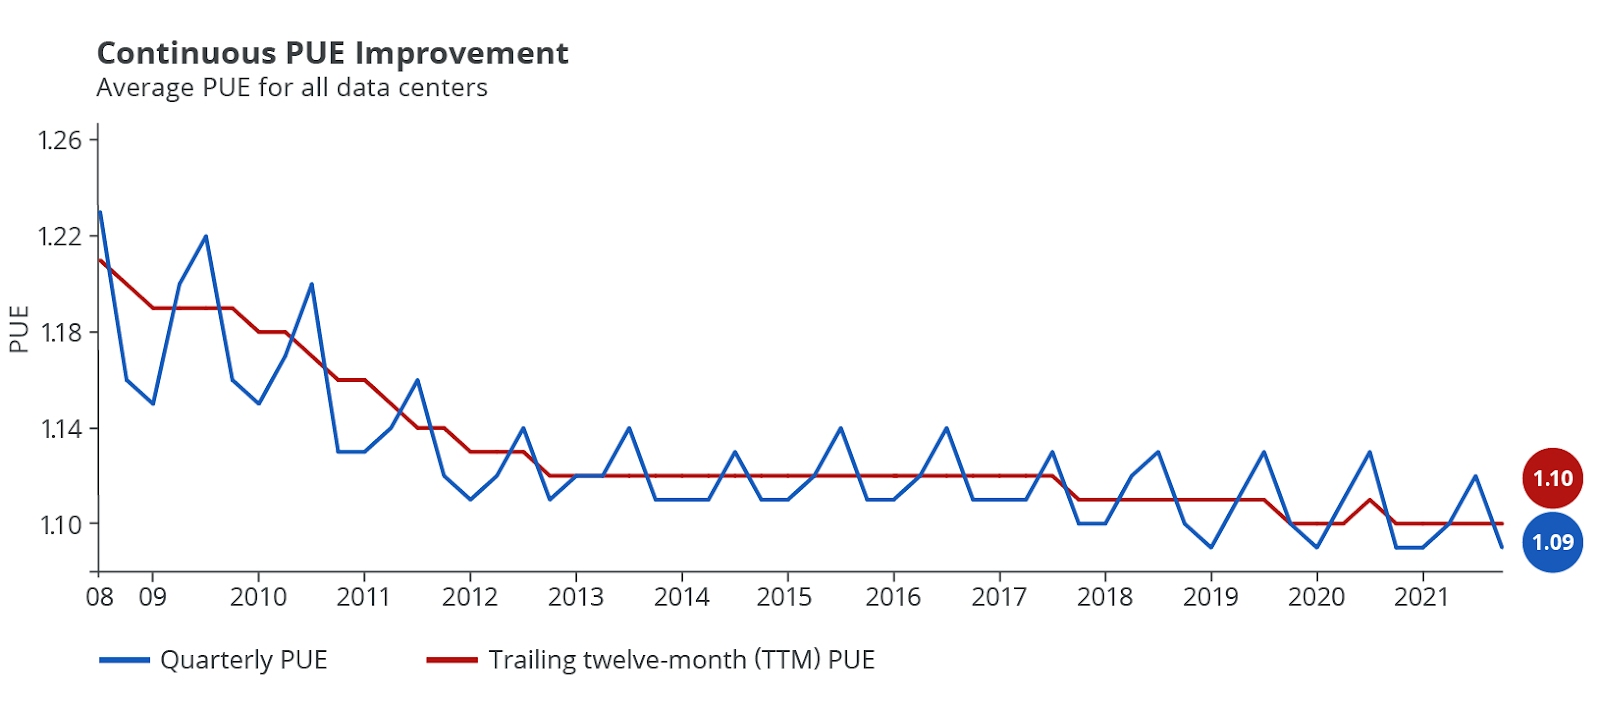 Continuous PUE Improvement
Average PUE for all data centers
PUE
1.26
1.22
1.18
1.14
1.10
1.10
1.09
08 09 2010 2011 2012 2013 2014 2015 2016 2017 2018 2019 2020 2021
Quarterly PUE Trailing twelve-month (TTM) PUE